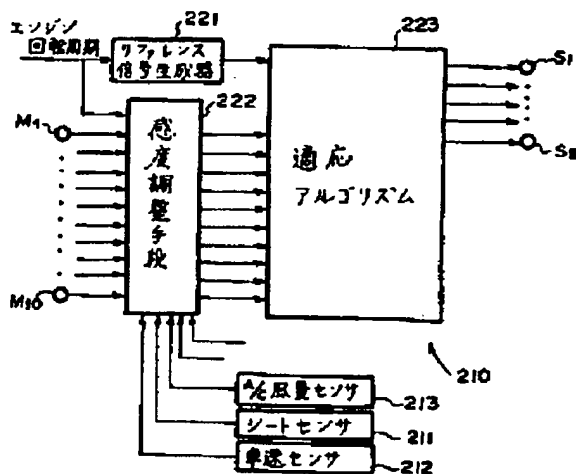 221
エンジン
回転周期
リファレンス
信号生成器
223
222
S1
M1
感度調整手段
適応
アルゴリズム
M10
210
A/C風量センサ
213
シートセンサ
211
車速センサ
212